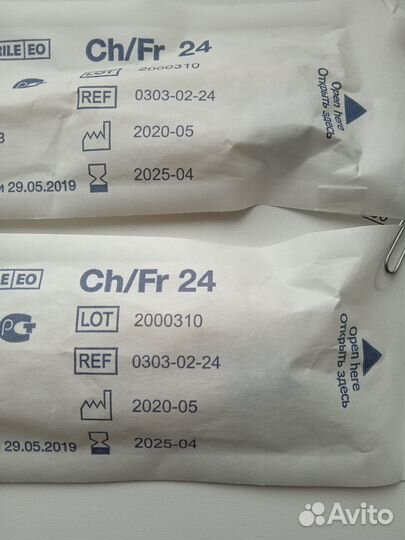 RILE EO
Ch/Fr 24
LOT 2000310
REF 0303-02-24
2020-05
2025-04
29.05.2019
Open here
Открыть здесь
LE EO
Ch/Fr 24
LOT 2000310
REF 0303-02-24
2020-05
2025-04
29.05.2019
Open here
Открыть здесь
Avito